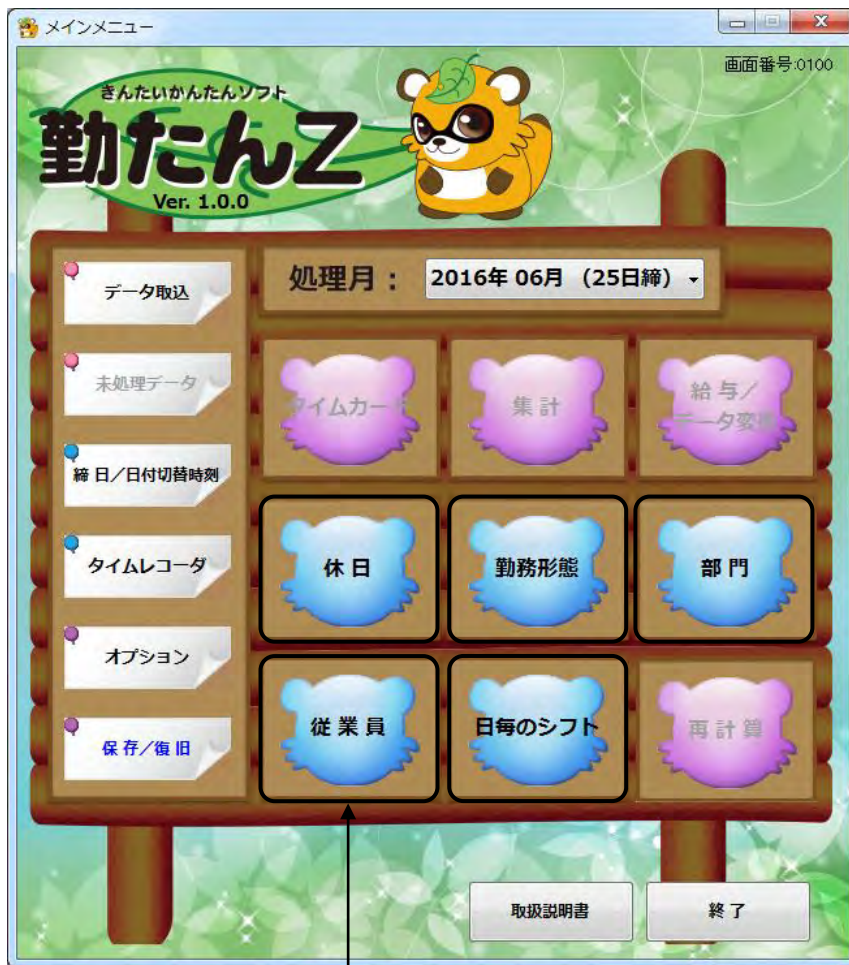 メインメニュー
画面番号:0100
きんたいかんたんソフト
勤たんZ
Ver. 1.0.0
処理月： 2016年 06月 （25日締）
データ取込
未処理データ
締 日／日付切替時刻
タイムレコーダ
オプション
保 存／復 旧
タイムカード
集 計
給 与／
データ変換
休 日
勤務形態
部 門
従 業 員
日毎のシフト
再 計 算
取扱説明書
終 了